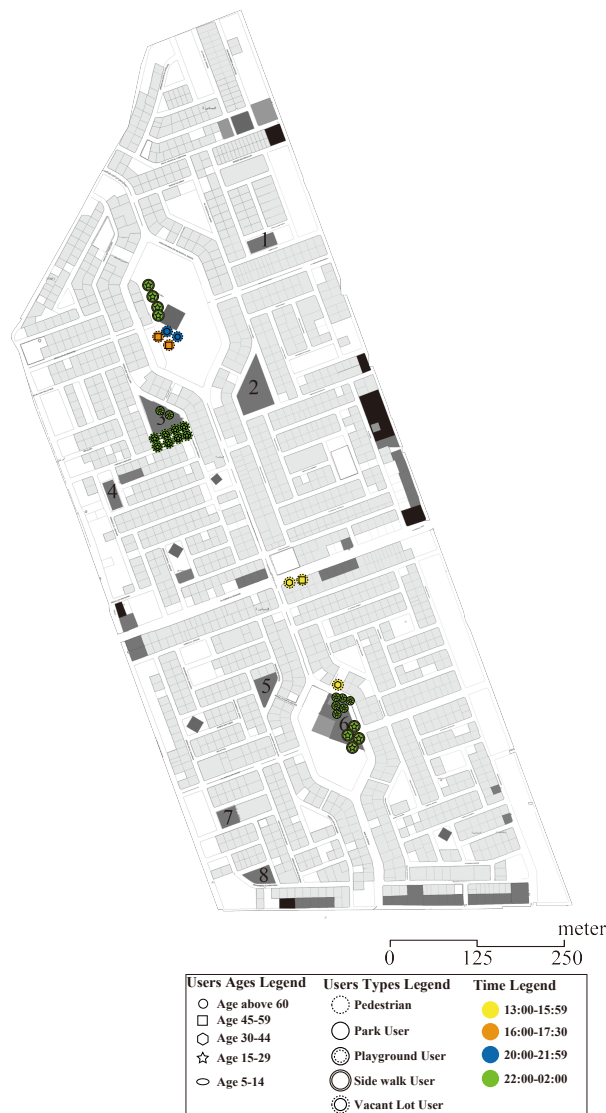 1
2
3
4
5
6
7
8
meter
0 125 250
Users Ages Legend
Age above 60
Age 45-59
Age 30-44
Age 15-29
Age 5-14
Users Types Legend
Pedestrian
Park User
Playground User
Side walk User
Vacant Lot User
Time Legend
13:00-15:59
16:00-17:30
20:00-21:59
22:00-02:00